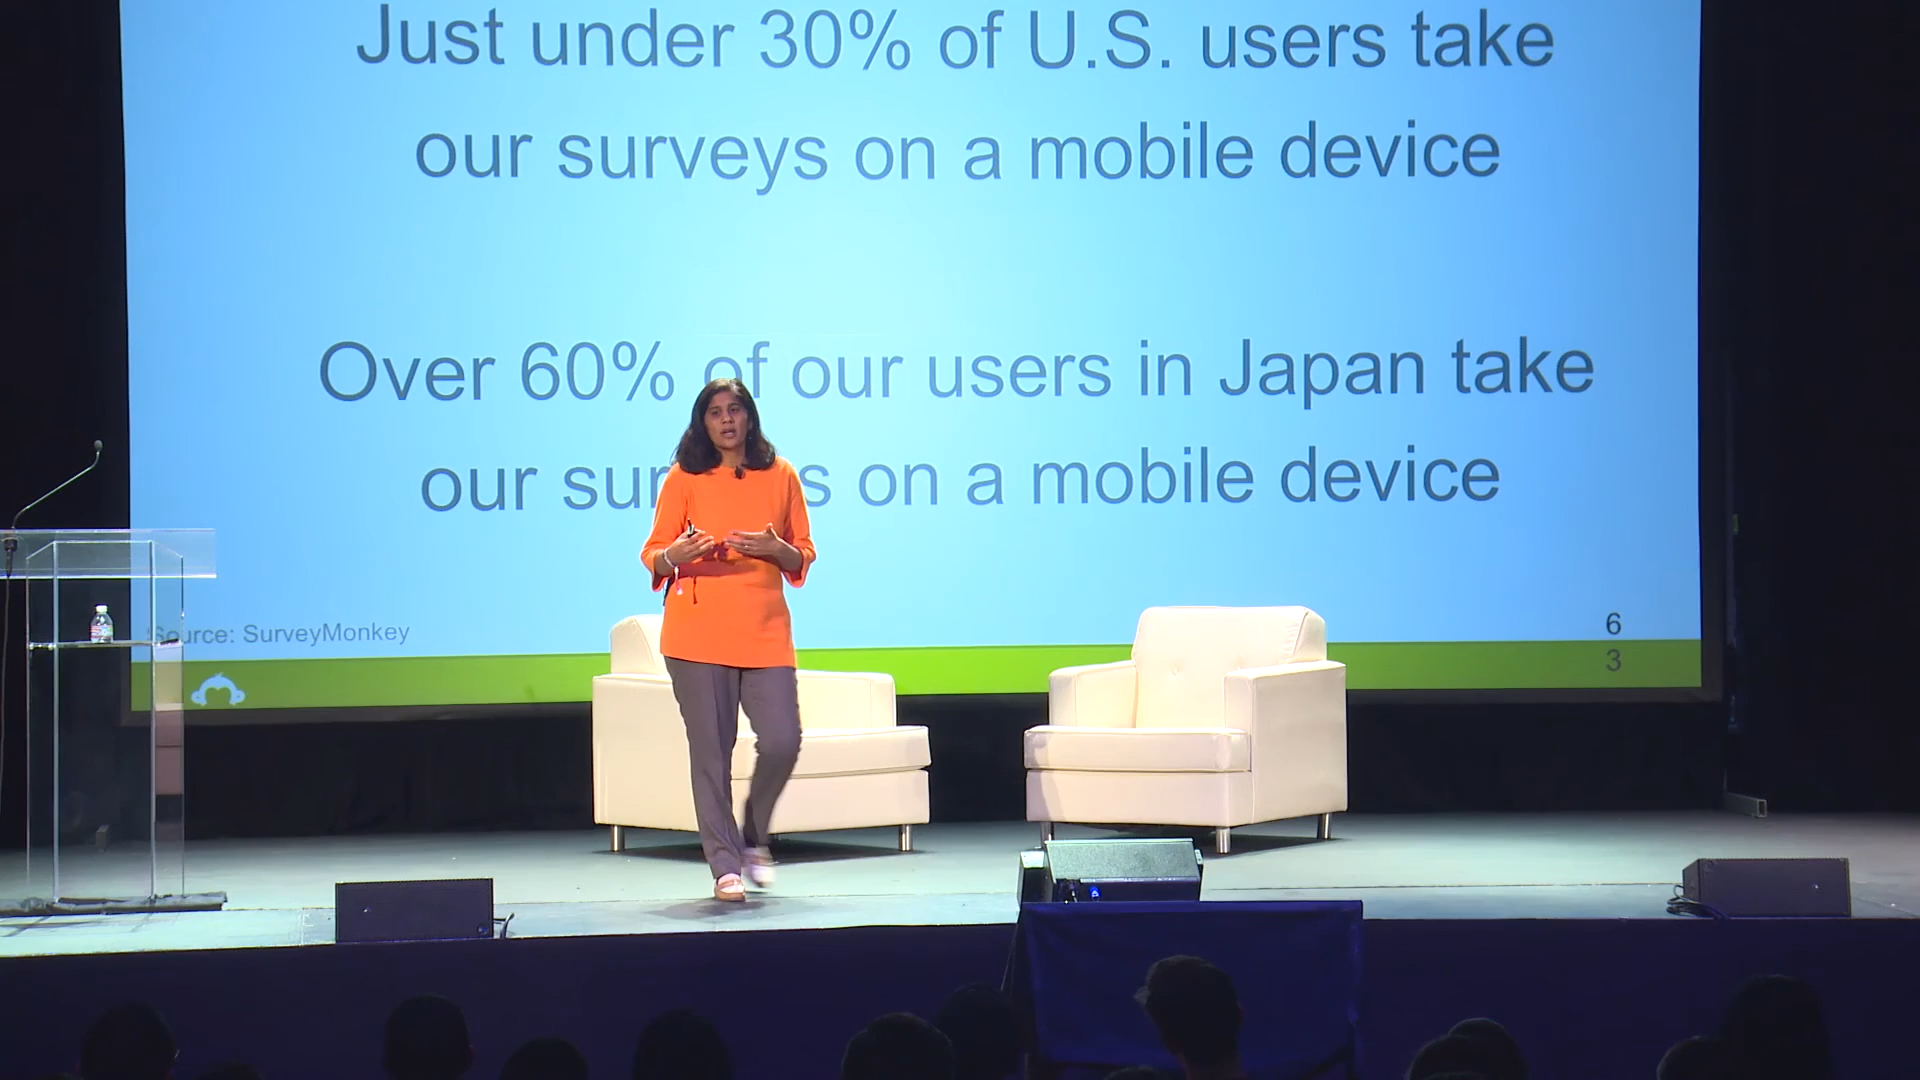 Just under 30% of U.S. users take
our surveys on a mobile device
Over 60% of our users in Japan take
our sur s on a mobile device
Source: SurveyMonkey
6
3